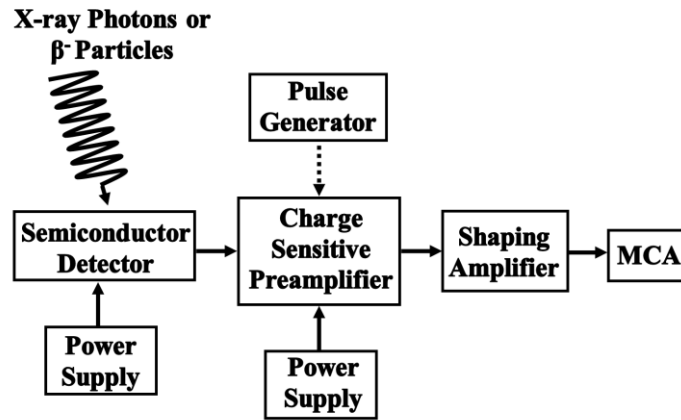 X-ray Photons or
β⁻ Particles
Pulse
Generator
Semiconductor
Detector
Charge
Sensitive
Preamplifier
Shaping
Amplifier
MCA
Power
Supply
Power
Supply